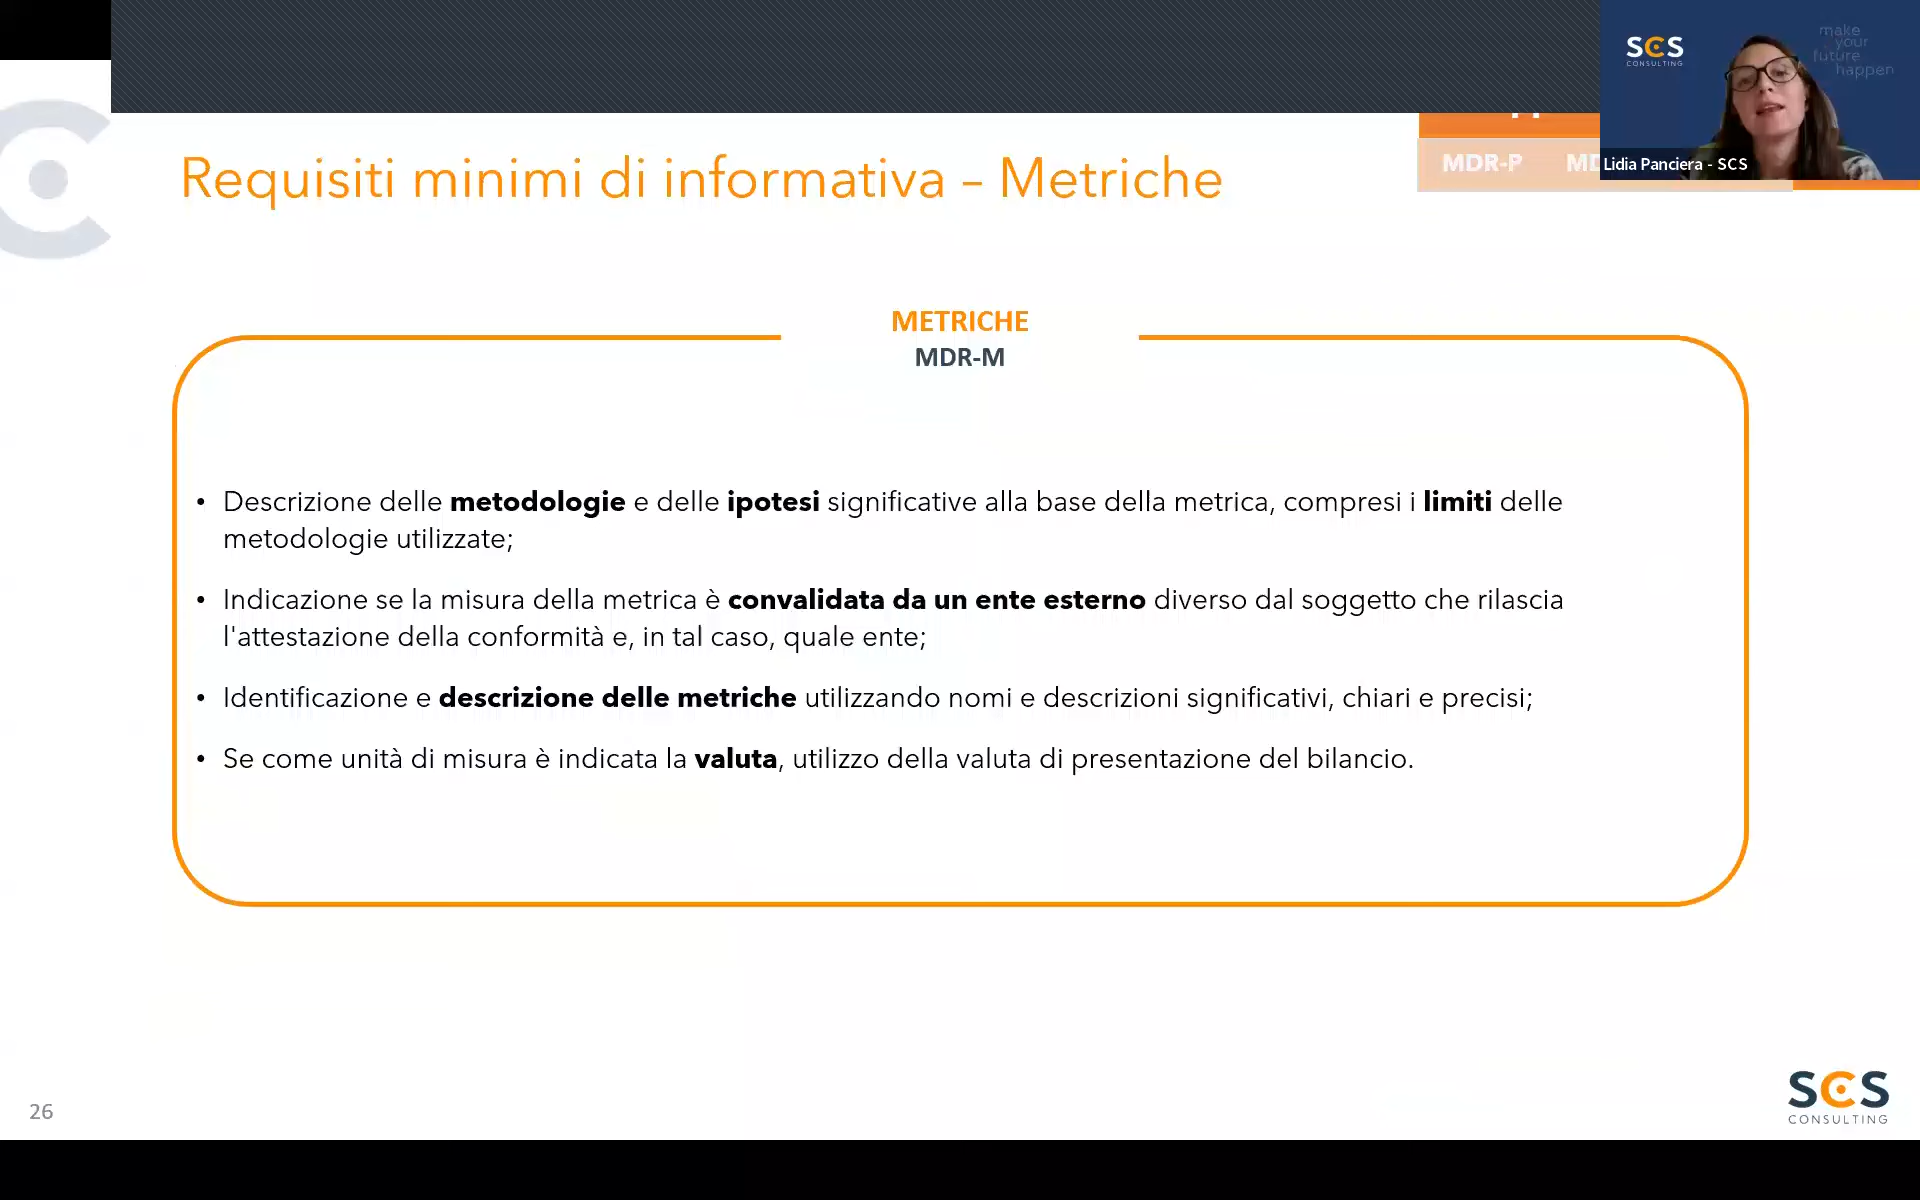 SCS
CONSULTING
make
your
future
happen
MDR-P
Lidia Panciera - SCS
Requisiti minimi di informativa – Metriche
METRICHE
MDR-M
• Descrizione delle metodologie e delle ipotesi significative alla base della metrica, compresi i limiti delle
metodologie utilizzate;
• Indicazione se la misura della metrica è convalidata da un ente esterno diverso dal soggetto che rilascia
l'attestazione della conformità e, in tal caso, quale ente;
• Identificazione e descrizione delle metriche utilizzando nomi e descrizioni significativi, chiari e precisi;
• Se come unità di misura è indicata la valuta, utilizzo della valuta di presentazione del bilancio.
26
SCS
CONSULTING